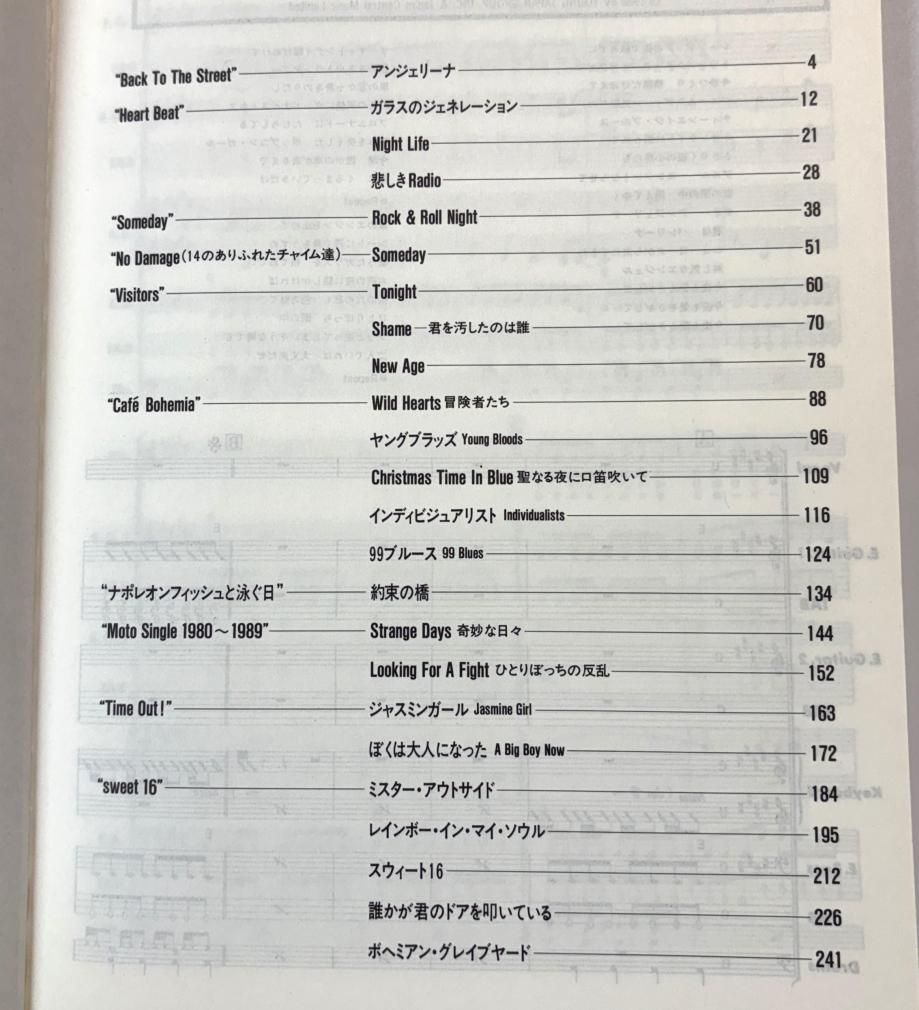 "Back To The Street" アンジェリーナ 4
"Heart Beat" ガラスのジェネレーション 12
Night Life 21
悲しきRadio 28
"Someday" Rock & Roll Night 38
"No Damage(14のありふれたチャイム達) Someday 51
"Visitors" Tonight 60
Shame —君を汚したのは誰 70
New Age 78
"Café Bohemia" Wild Hearts 冒険者たち 88
ヤングブラッズ Young Bloods 96
Christmas Time In Blue 聖なる夜に口笛吹いて 109
インディビジュアリスト Individualists 116
99ブルース 99 Blues 124
"ナポレオンフィッシュと泳ぐ日" 約束の橋 134
"Moto Single 1980～1989" Strange Days 奇妙な日々 144
Looking For A Fight ひとりぼっちの反乱 152
"Time Out!" ジャスミンガール Jasmine Girl 163
ぼくは大人になった A Big Boy Now 172
"sweet 16" ミスター・アウトサイド 184
レインボー・イン・マイ・ソウル 195
スウィート16 212
誰かが君のドアを叩いている 226
ボヘミアン・グレイブヤード 241